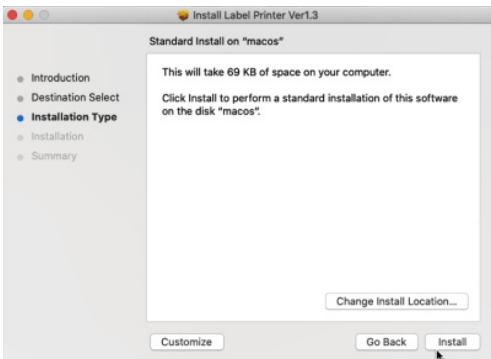 Install Label Printer Ver1.3
Standard Install on "macos"
Introduction
Destination Select
Installation Type
Installation
Summary
This will take 69 KB of space on your computer.
Click Install to perform a standard installation of this software
on the disk "macos".
Change Install Location...
Customize
Go Back
Install